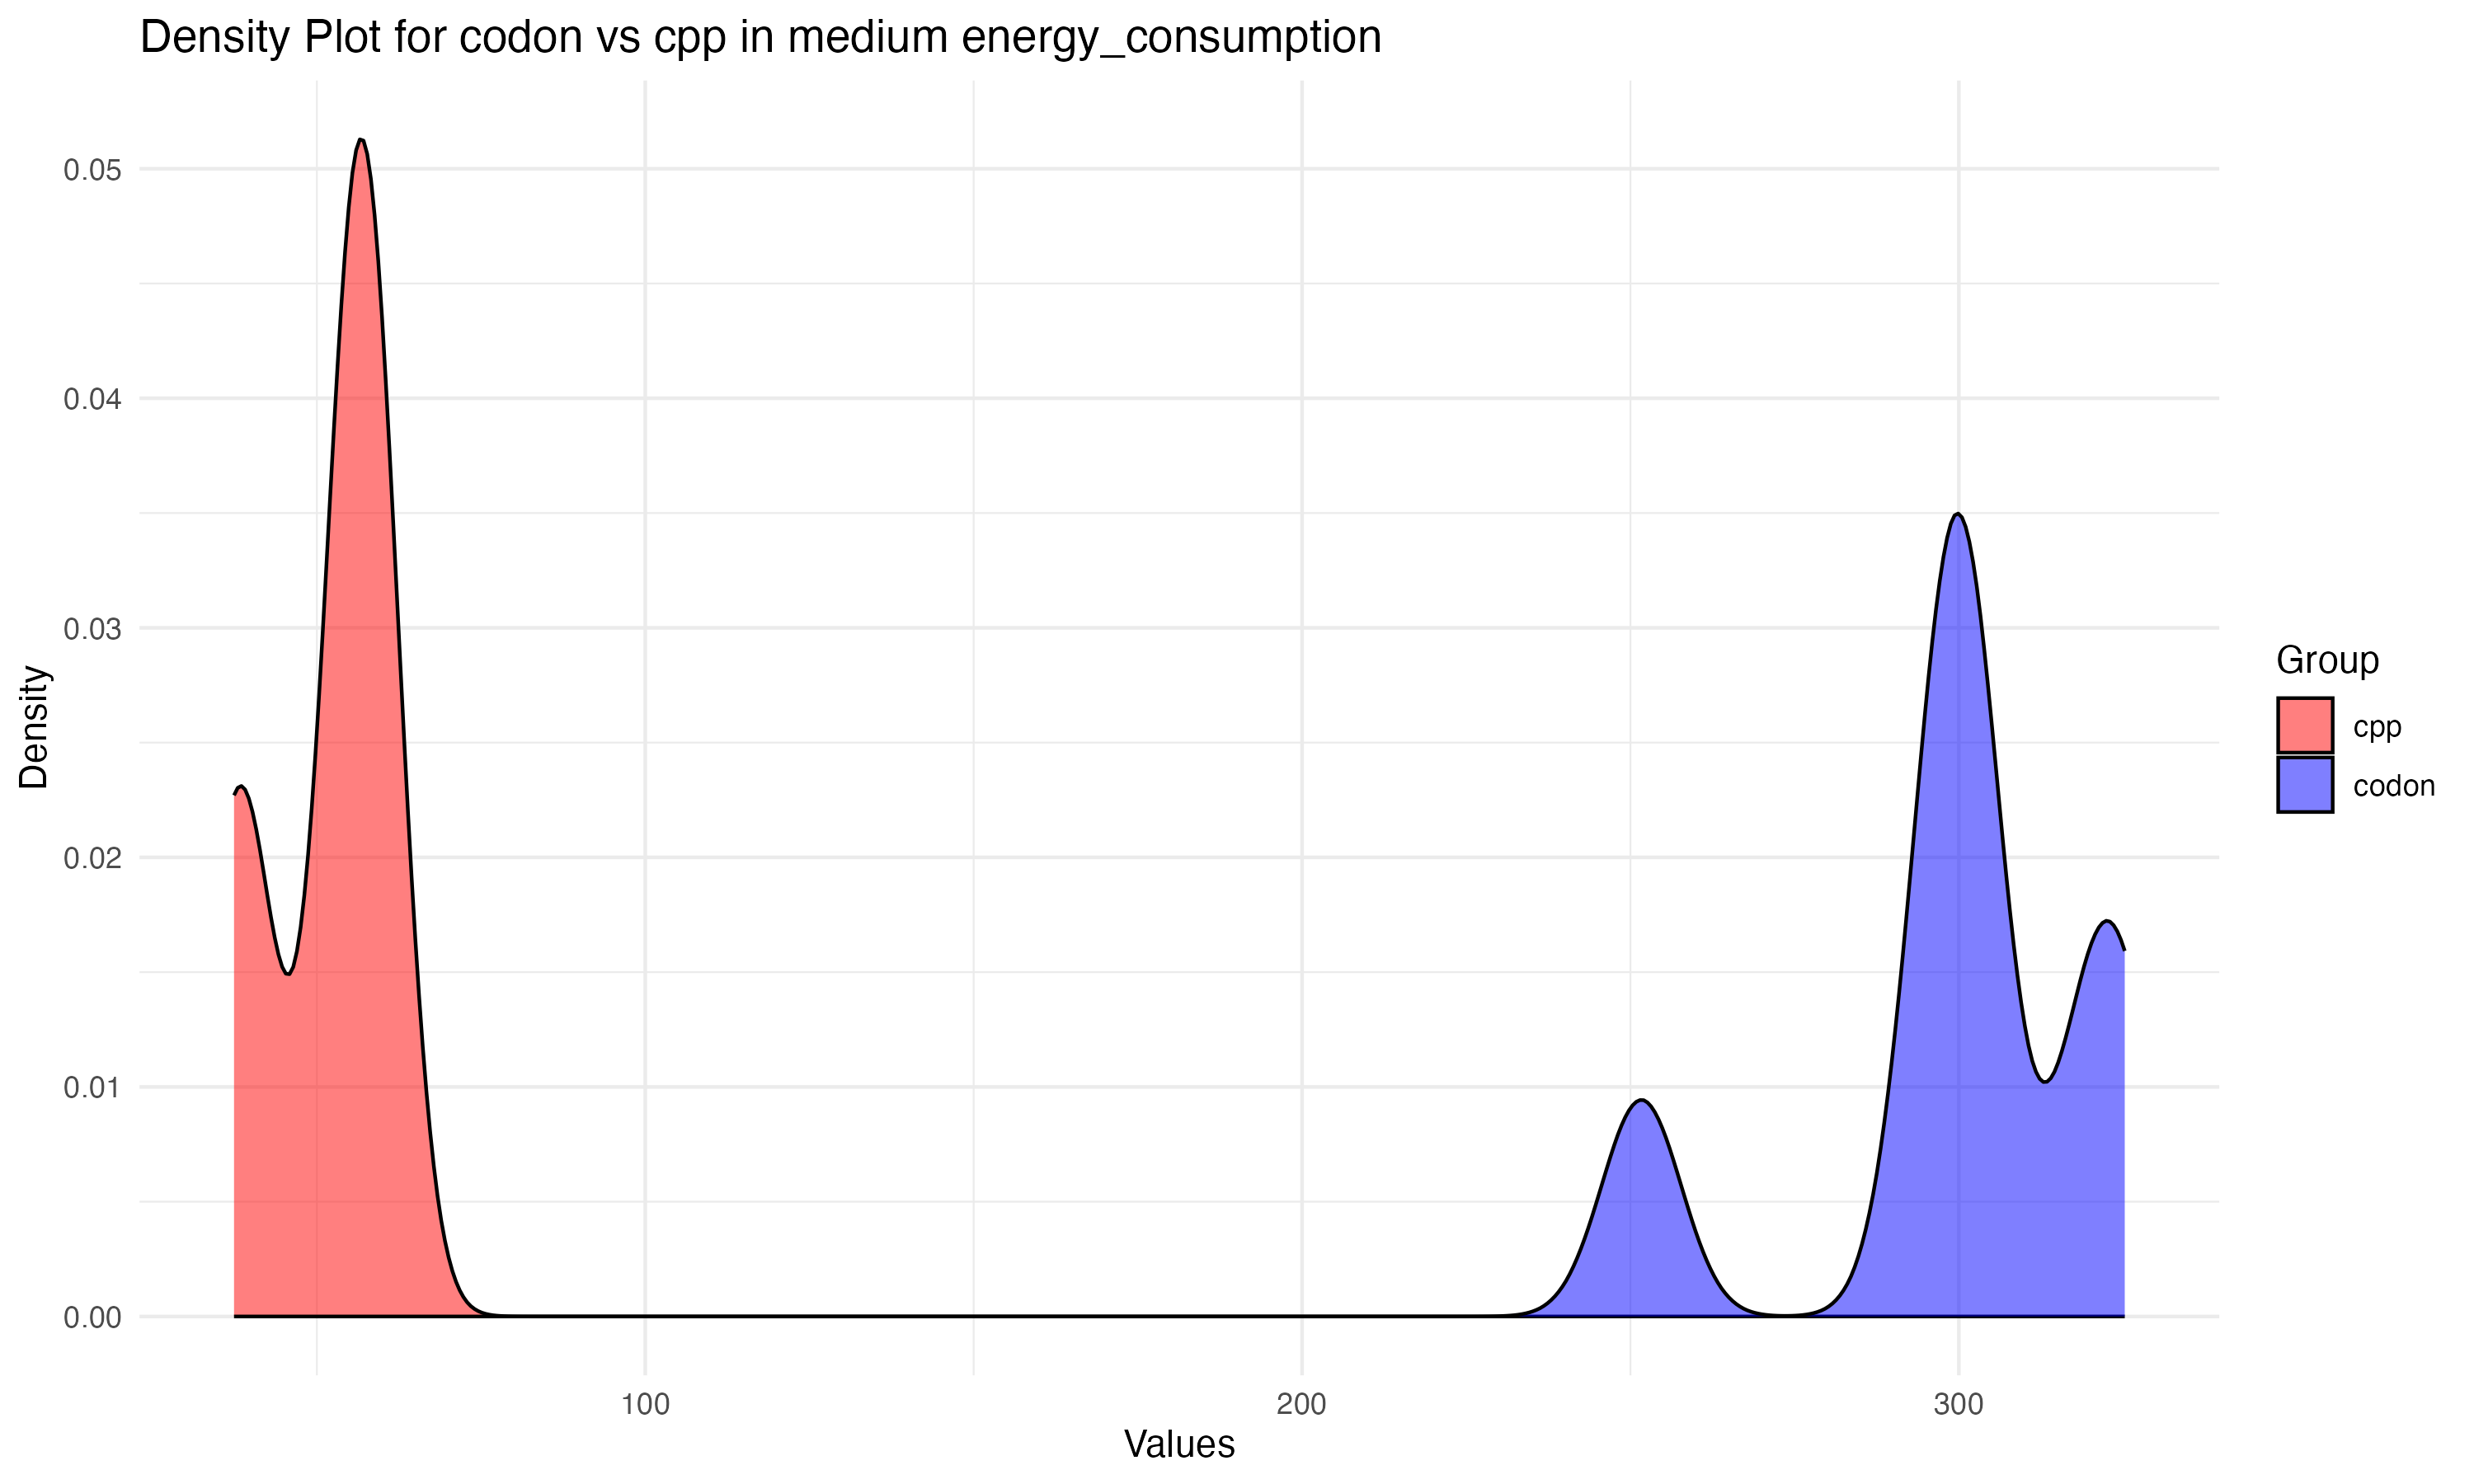 Density Plot for codon vs cpp in medium energy_consumption
Density
0.05
0.04
0.03
0.02
0.01
0.00
100
200
300
Values
Group
cpp
codon